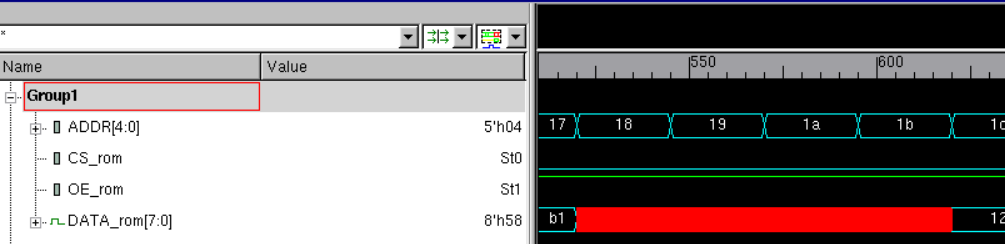 *
Name Value
550 600
Group1
ADDR[4:0] 5'h04 17 18 19 1a 1b
CS_rom St0
OE_rom St1
DATA_rom[7:0] 8'h58 b1 12